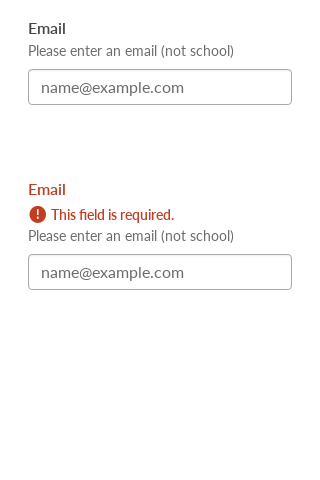 Email
Please enter an email (not school)
name@example.com
Email
This field is required.
Please enter an email (not school)
name@example.com